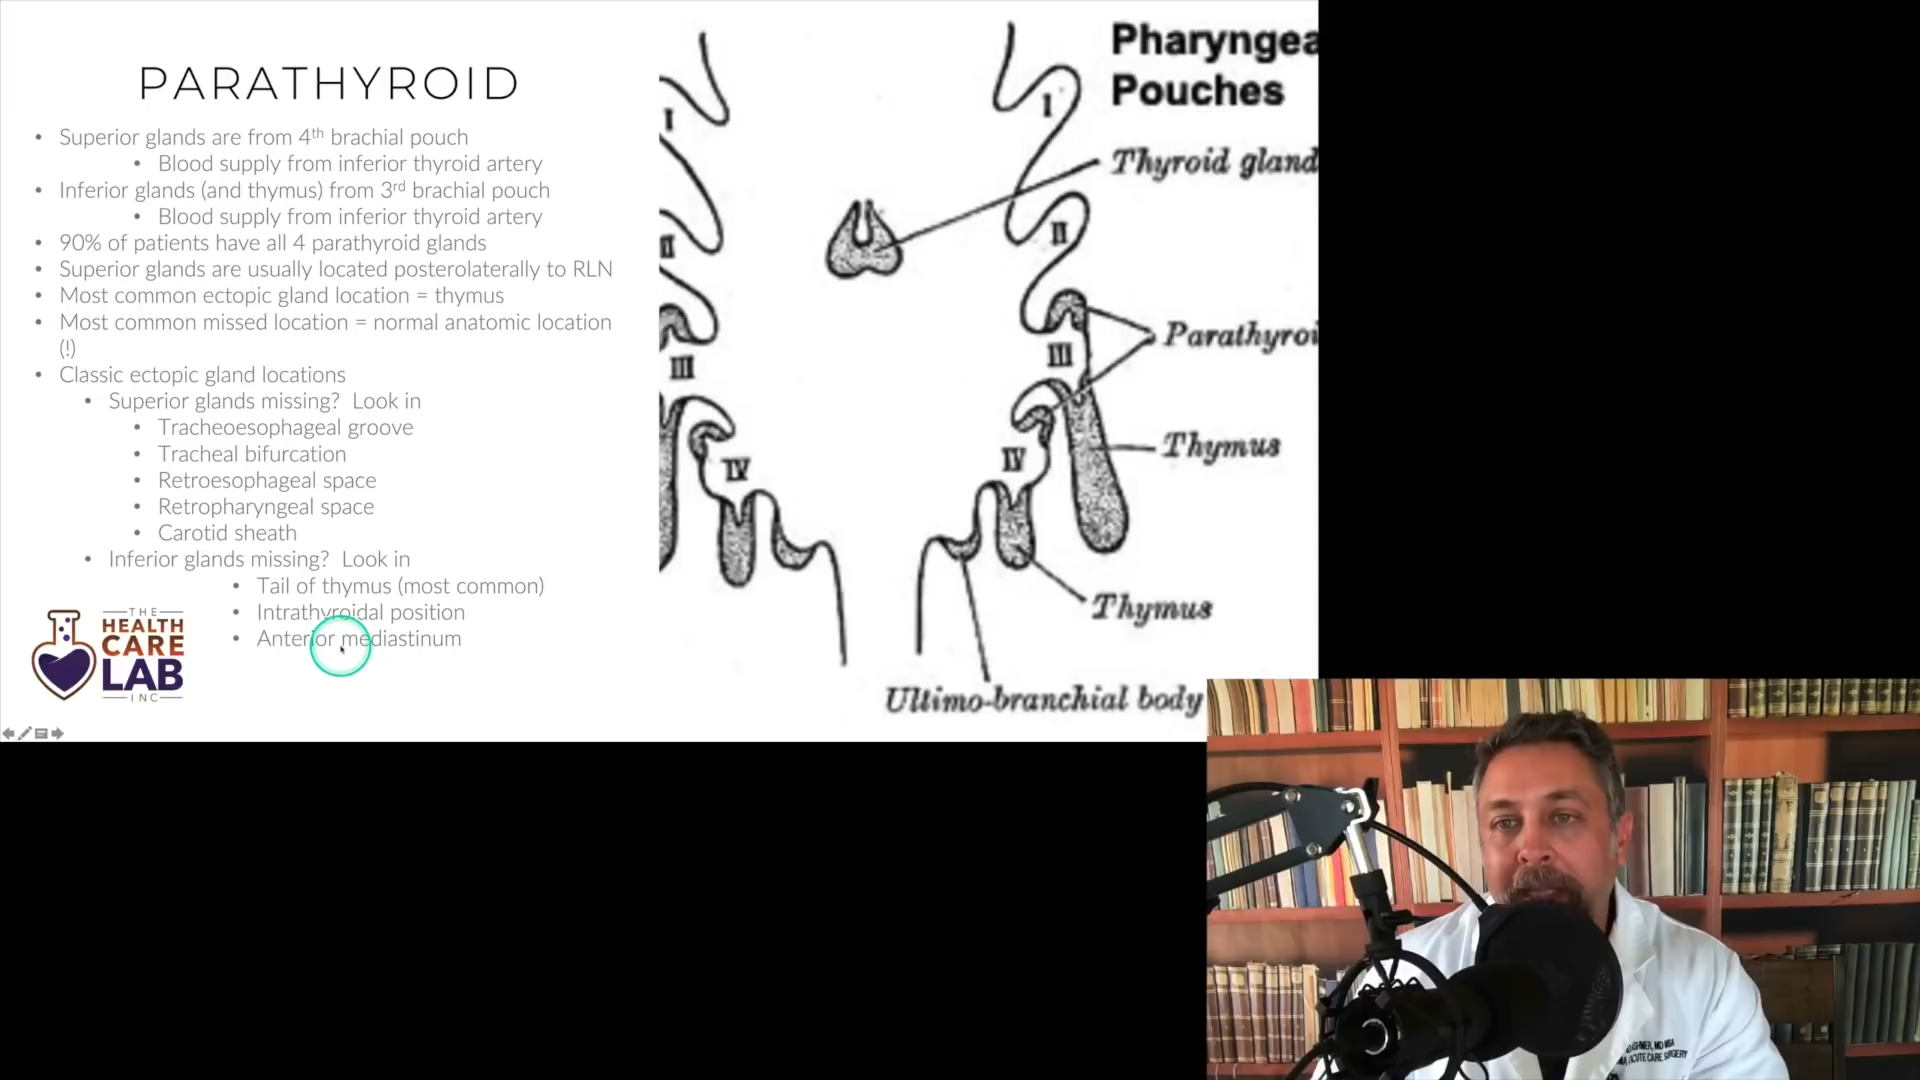 PARATHYROID
• Superior glands are from 4th brachial pouch
• Blood supply from inferior thyroid artery
• Inferior glands (and thymus) from 3rd brachial pouch
• Blood supply from inferior thyroid artery
• 90% of patients have all 4 parathyroid glands
• Superior glands are usually located posterolaterally to RLN
• Most common ectopic gland location = thymus
• Most common missed location = normal anatomic location
(!)
• Classic ectopic gland locations
• Superior glands missing? Look in
• Tracheoesophageal groove
• Tracheal bifurcation
• Retroesophageal space
• Retropharyngeal space
• Carotid sheath
• Inferior glands missing? Look in
• Tail of thymus (most common)
• Intrathyroidal position
• Anterior mediastinum
THE
HEALTH
CARE
LAB
INC
Pharyngea
Pouches
I
I
Thyroid gland
II
II
Parathyroi
III
III
Thymus
IV
IV
Thymus
Ultimo-branchial body
MD MBA
ACUTE CARE SURGERY